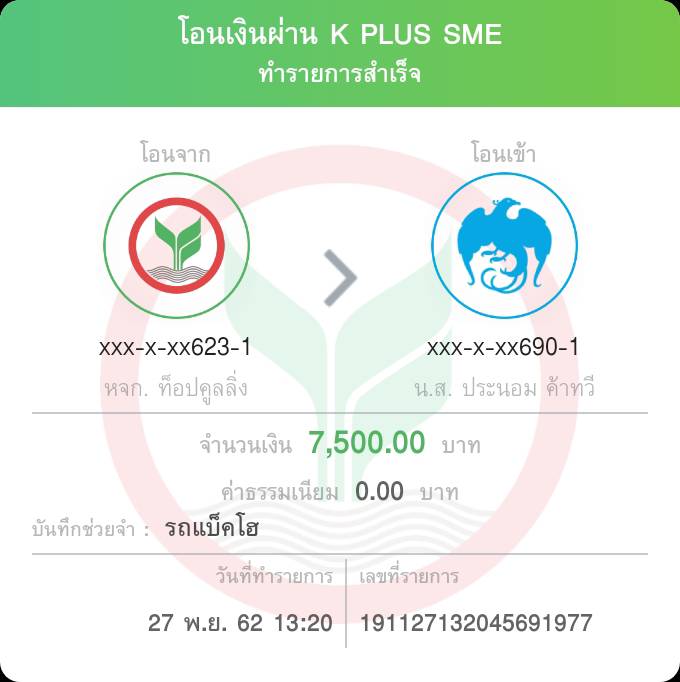 โอนเงินผ่าน K PLUS SME
ทำรายการสำเร็จ
โอนจาก
โอนเข้า
xxx-x-xx623-1
xxx-x-xx690-1
หจก. ท็อปคูลลิ่ง
น.ส. ประนอม ค้าทวี
จำนวนเงิน 7,500.00 บาท
ค่าธรรมเนียม 0.00 บาท
บันทึกช่วยจำ : รถแบ็คโฮ
วันที่ทำรายการ
เลขที่รายการ
27 พ.ย. 62 13:20
191127132045691977